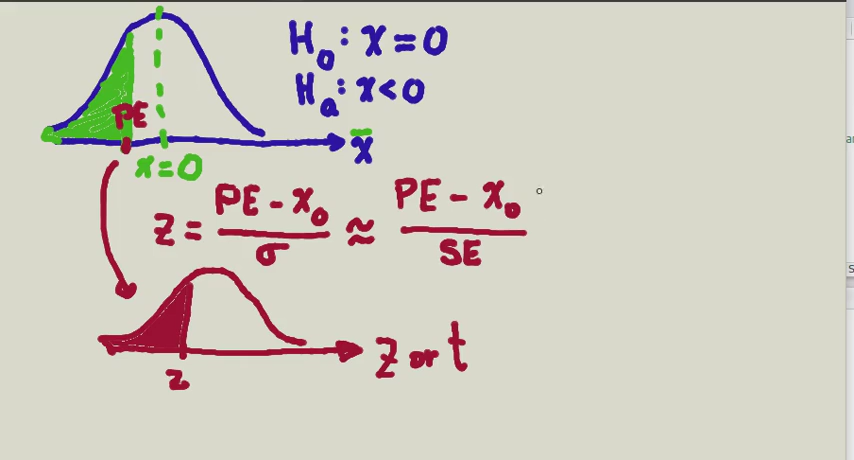 H₀: x = 0
Hₐ: x < 0
PE
x̄
x = 0
z = PE - x₀ / σ ≈ PE - x₀ / SE
z or t
z